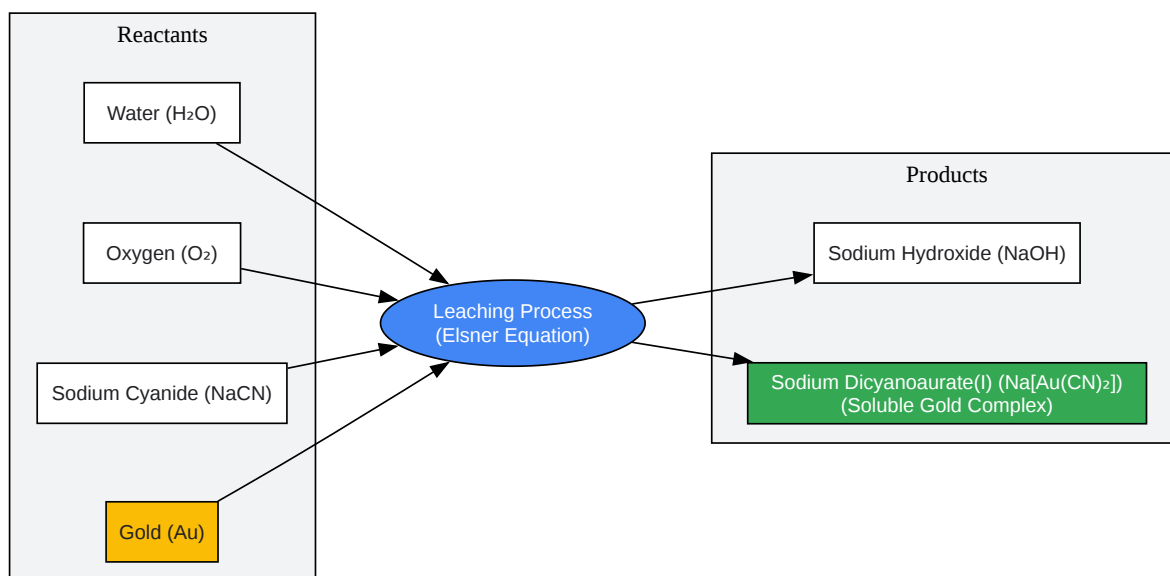 Reactants
Water (H₂O)
Oxygen (O₂)
Sodium Cyanide (NaCN)
Gold (Au)
Leaching Process
(Elsner Equation)
Products
Sodium Hydroxide (NaOH)
Sodium Dicyanoaurate(I) (Na[Au(CN)₂])
(Soluble Gold Complex)